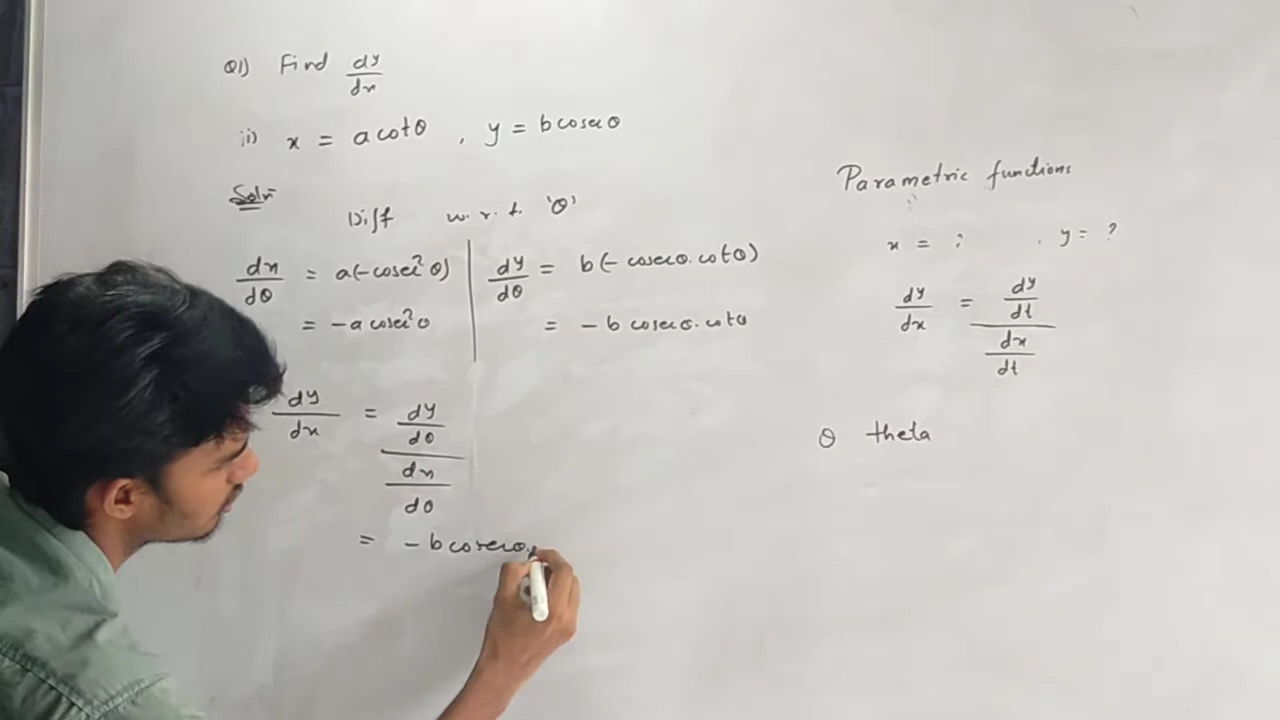 Q1) Find dy/dx
ii) x = a cotθ , y = b cosecθ
Soln
Diff w.r.t. 'θ'
dx/dθ = a(-cosec²θ)
= -a cosec²θ
dy/dθ = b(-cosecθ.cotθ)
= -b cosecθ.cotθ
dy/dx = dy/dθ / dx/dθ
= -b cosecθ.
Parametric functions
x = ? , y = ?
dy/dx = dy/dt / dx/dt
θ theta